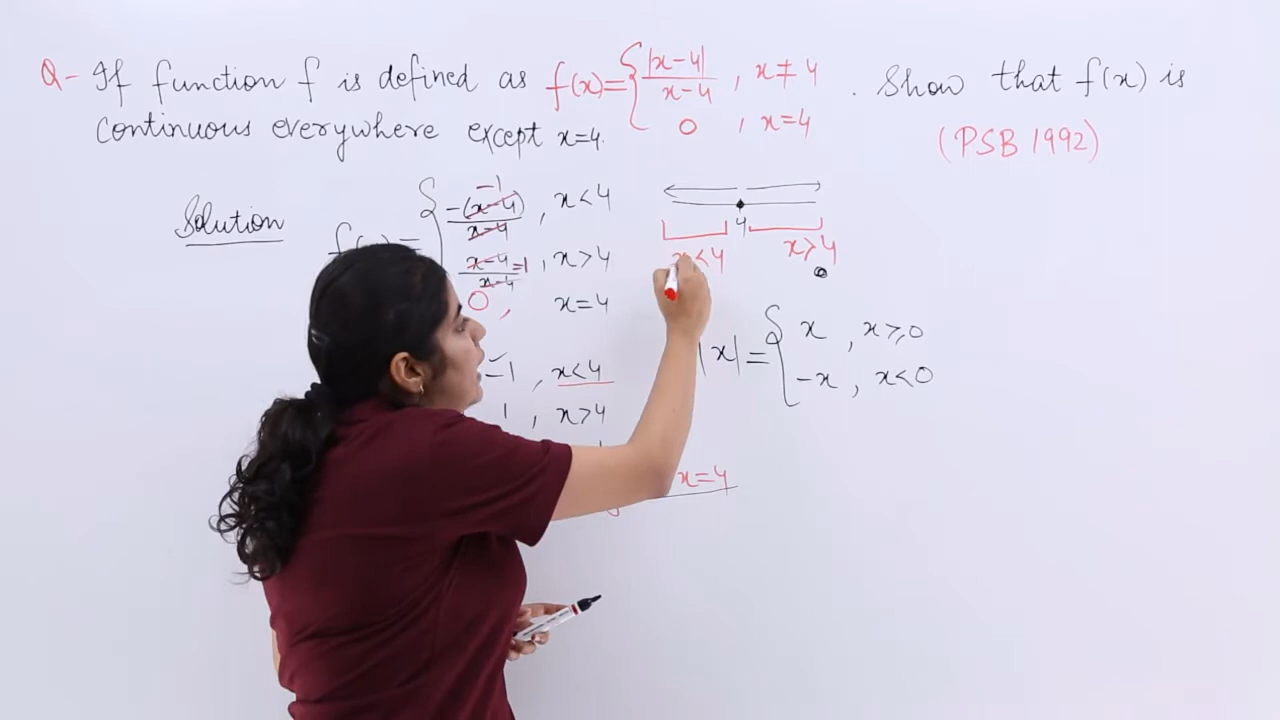 Q- If function f is defined as f(x)={ |x-4|/x-4 , x≠4 . Show that f(x) is
0 , x=4
continuous everywhere except x=4. (PSB 1992)
Solution
-1
-(x-4)/x-4 , x<4
x-4/x-4 =1 , x>4
0 , x=4
4
x<4 x>4
|x| = { x , x≥0
-x , x<0
-1 , x<4
1 , x>4
x=4